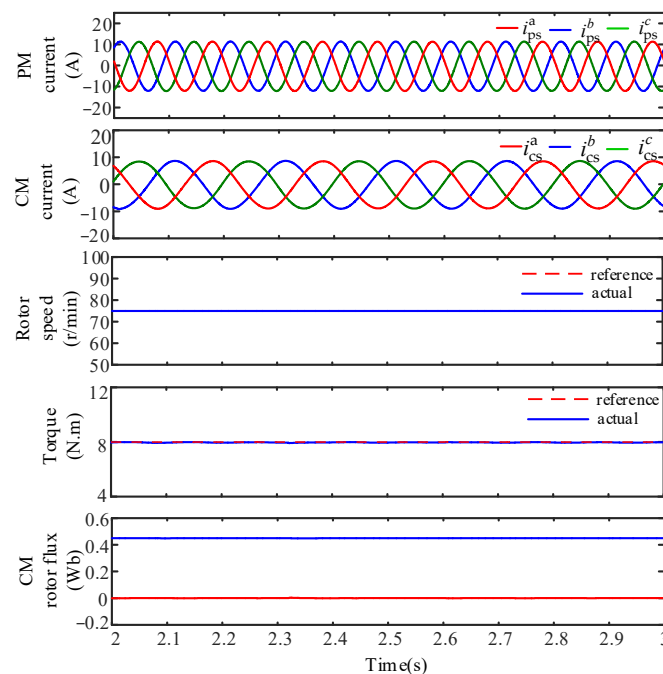 PM
current
(A)
20
10
0
−10
−20
i_ps^a i_ps^b i_ps^c
CM
current
(A)
20
10
0
−10
−20
i_cs^a i_cs^b i_cs^c
Rotor
speed
(r/min)
100
90
80
70
60
50
reference
actual
Torque
(N.m)
12
8
4
reference
actual
CM
rotor flux
(Wb)
0.6
0.4
0.2
0
−0.2
2 2.1 2.2 2.3 2.4 2.5 2.6 2.7 2.8 2.9 3
Time(s)